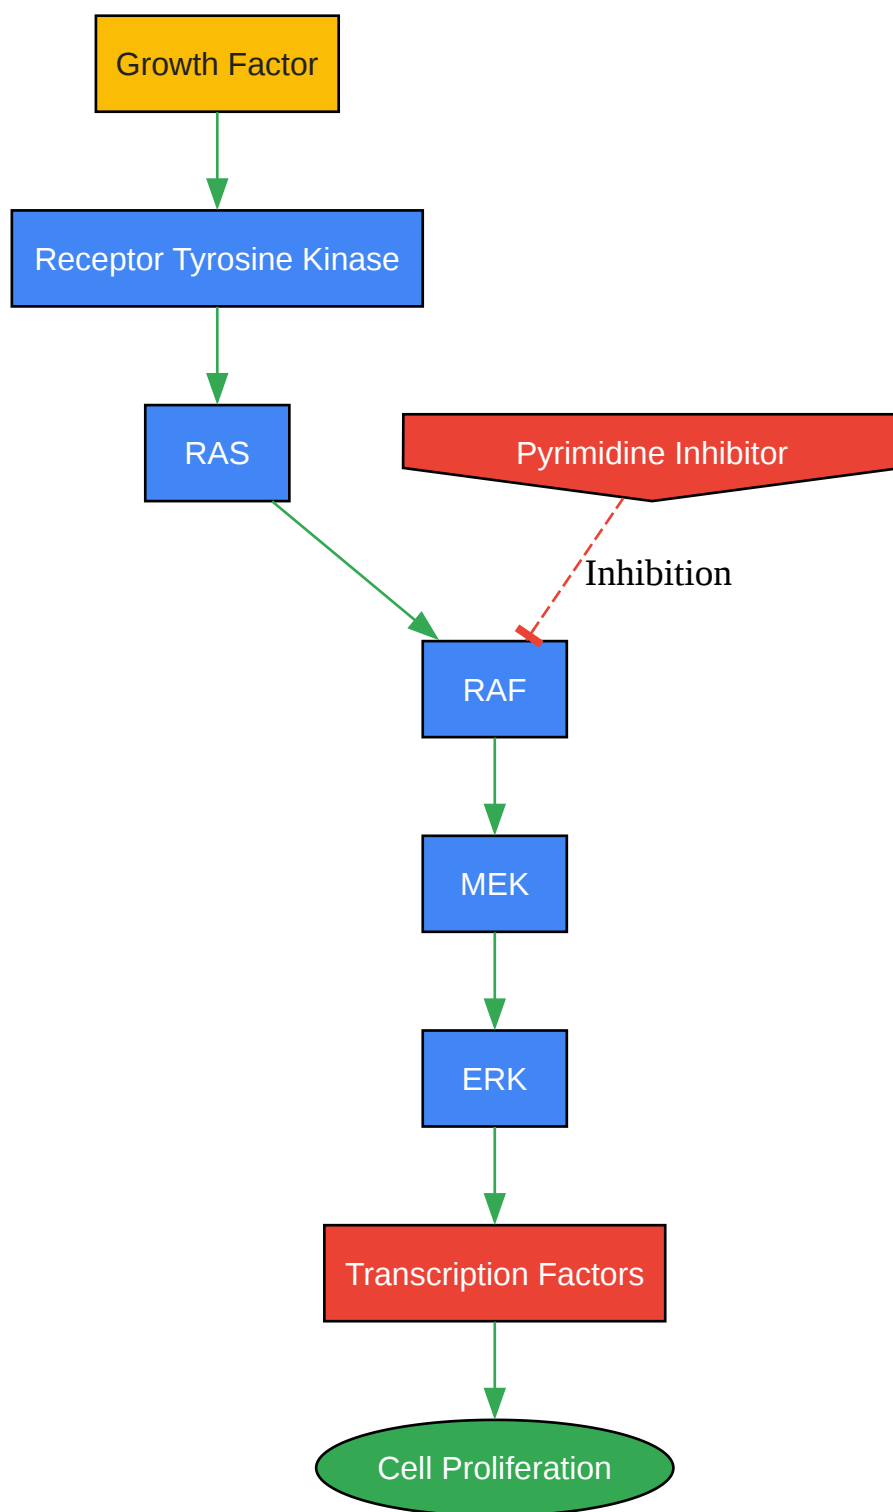 Growth Factor
Receptor Tyrosine Kinase
RAS
Pyrimidine Inhibitor
Inhibition
RAF
MEK
ERK
Transcription Factors
Cell Proliferation